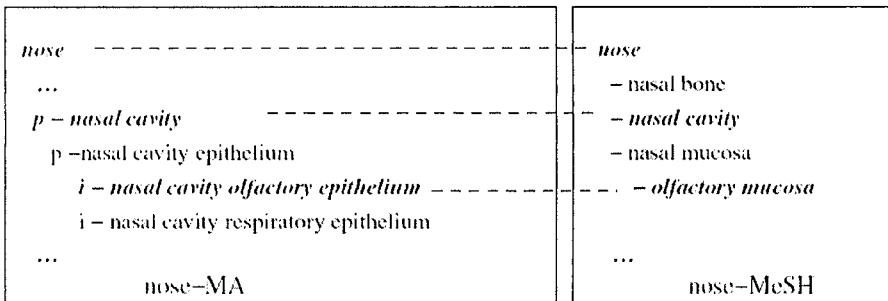 nose
...
p – nasal cavity
p –nasal cavity epithelium
i – nasal cavity olfactory epithelium
i – nasal cavity respiratory epithelium
...
nose–MA
nose
– nasal bone
– nasal cavity
– nasal mucosa
– olfactory mucosa
...
nose–MeSH